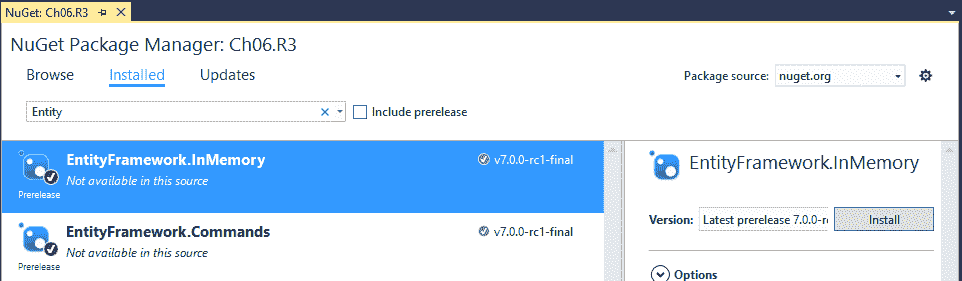 NuGet: Ch06.R3
NuGet Package Manager: Ch06.R3
Browse Installed Updates
Package source: nuget.org
Entity
Include prerelease
EntityFramework.InMemory v7.0.0-rc1-final
Not available in this source
Prerelease
EntityFramework.Commands v7.0.0-rc1-final
Not available in this source
Prerelease
EntityFramework.InMemory
Version: Latest prerelease 7.0.0-rc Install
Options